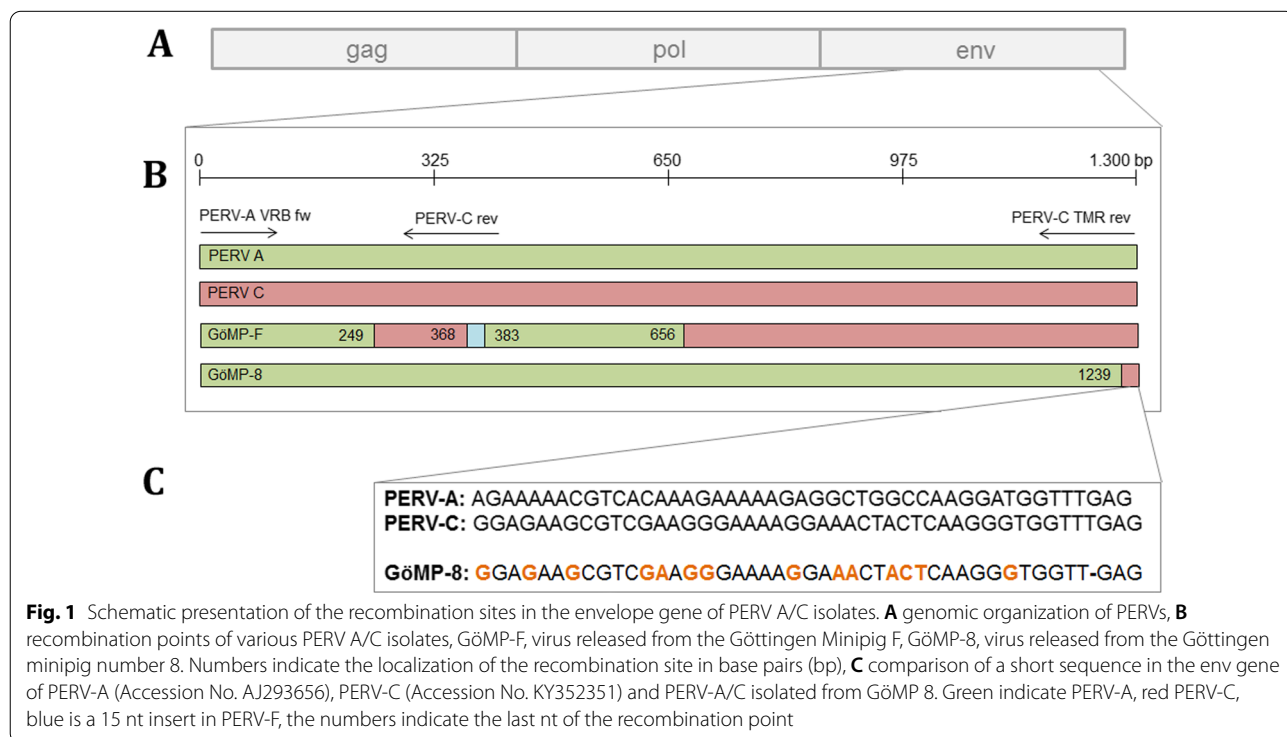 A
gag pol env
B
0 325 650 975 1.300 bp
PERV-A VRB fw PERV-C rev PERV-C TMR rev
PERV A
PERV C
GöMP-F 249 368 383 656
GöMP-8 1239
C
PERV-A: AGAAAAACGTCACAAAGAAAAAGAGGCTGGCCAAGGATGGTTTGAG
PERV-C: GGAGAAGCGTCGAAGGGAAAAGGAAACTACTCAAGGGTGGTTTGAG
GöMP-8: GGAGAAGCGTCGAAGGGAAAAGGAAACTACTCAAGGGTGGTT-GAG
Fig. 1 Schematic presentation of the recombination sites in the envelope gene of PERV A/C isolates. A genomic organization of PERVs, B
recombination points of various PERV A/C isolates, GöMP-F, virus released from the Göttingen Minipig F, GöMP-8, virus released from the Göttingen
minipig number 8. Numbers indicate the localization of the recombination site in base pairs (bp), C comparison of a short sequence in the env gene
of PERV-A (Accession No. AJ293656), PERV-C (Accession No. KY352351) and PERV-A/C isolated from GöMP 8. Green indicate PERV-A, red PERV-C,
blue is a 15 nt insert in PERV-F, the numbers indicate the last nt of the recombination point